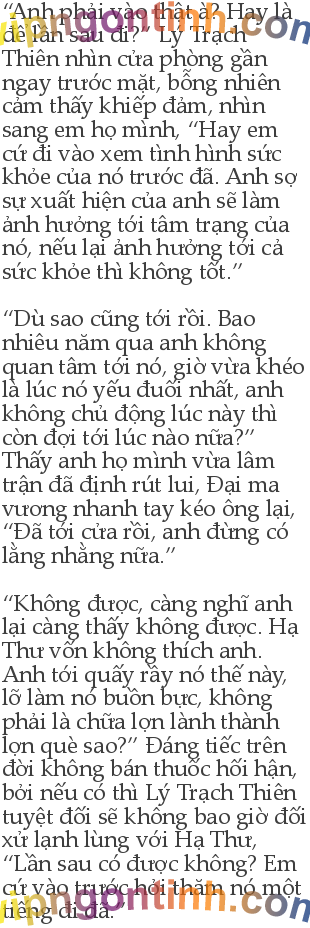 “Anh phải vào thật à? Hay là
để lần sau đi?” Lý Trạch
Thiên nhìn cửa phòng gần
ngay trước mặt, bỗng nhiên
cảm thấy khiếp đảm, nhìn
sang em họ mình, “Hay em
cứ đi vào xem tình hình sức
khỏe của nó trước đã. Anh sợ
sự xuất hiện của anh sẽ làm
ảnh hưởng tới tâm trạng của
nó, nếu lại ảnh hưởng tới cả
sức khỏe thì không tốt.”

“Dù sao cũng tới rồi. Bao
nhiêu năm qua anh không
quan tâm tới nó, giờ vừa khéo
là lúc nó yếu đuối nhất, anh
không chủ động lúc này thì
còn đợi tới lúc nào nữa?”
Thấy anh họ mình vừa lâm
trận đã định rút lui, Đại ma
vương nhanh tay kéo ông lại,
“Đã tới cửa rồi, anh đừng có
lằng nhằng nữa.”

“Không được, càng nghĩ anh
lại càng thấy không được. Hạ
Thư vốn không thích anh.
Anh tới quấy rầy nó thế này,
lỡ làm nó buồn bực, không
phải là chữa lợn lành thành
lợn què sao?” Đáng tiếc trên
đời không bán thuốc hối hận,
bởi nếu có thì Lý Trạch Thiên
tuyệt đối sẽ không bao giờ đối
xử lạnh lùng với Hạ Thư,
“Lần sau có được không? Em
cứ vào trước hỏi thăm nó một
tiếng đi đã.
vipngontinh.com
vipngontinh.com